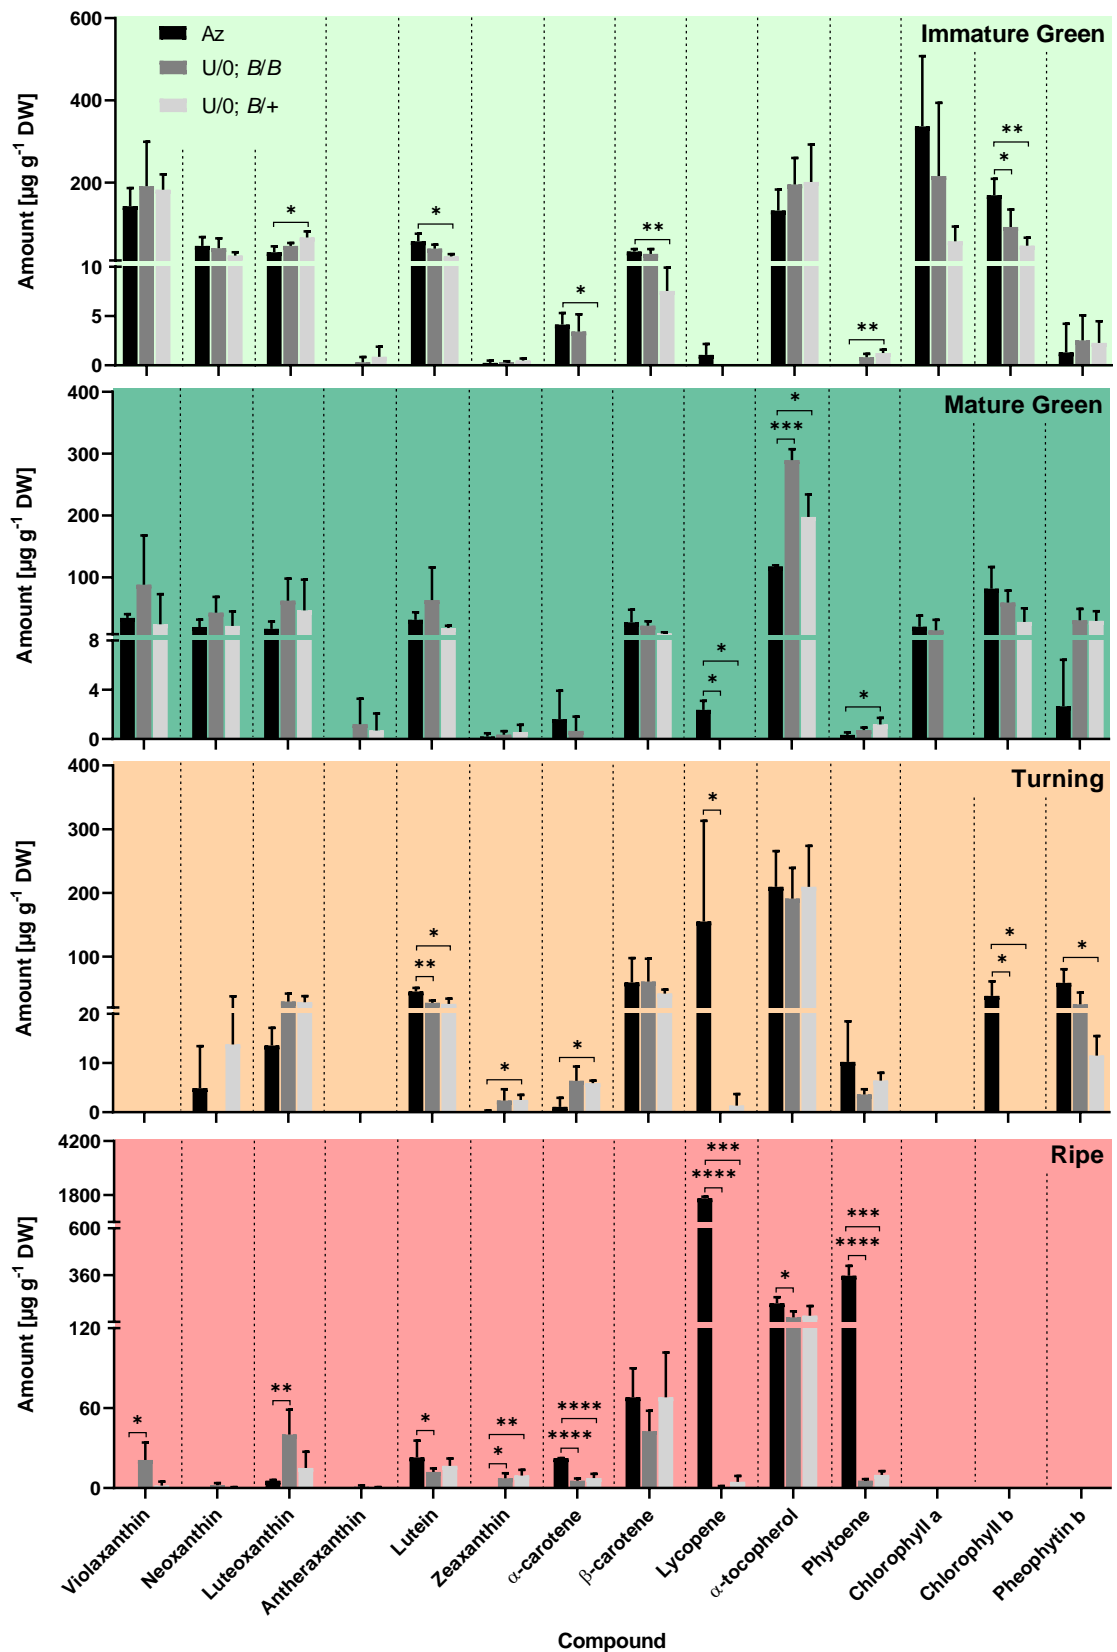 Immature Green
Az
U/0; B/B
U/0; B/+
Amount [µg g-1 DW]
600
400
200
10
5
0
*
*
*
**
**
*
**
Mature Green
Amount [µg g-1 DW]
400
300
200
100
8
4
0
*
*
***
*
*
Turning
Amount [µg g-1 DW]
400
300
200
100
20
10
0
**
*
*
*
*
*
*
*
Ripe
Amount [µg g-1 DW]
4200
1800
600
360
120
60
0
*
**
*
*
**
****
****
****
***
*
****
***
Violaxanthin
Neoxanthin
Luteoxanthin
Antheraxanthin
Lutein
Zeaxanthin
α-carotene
β-carotene
Lycopene
α-tocopherol
Phytoene
Chlorophyll a
Chlorophyll b
Pheophytin b
Compound